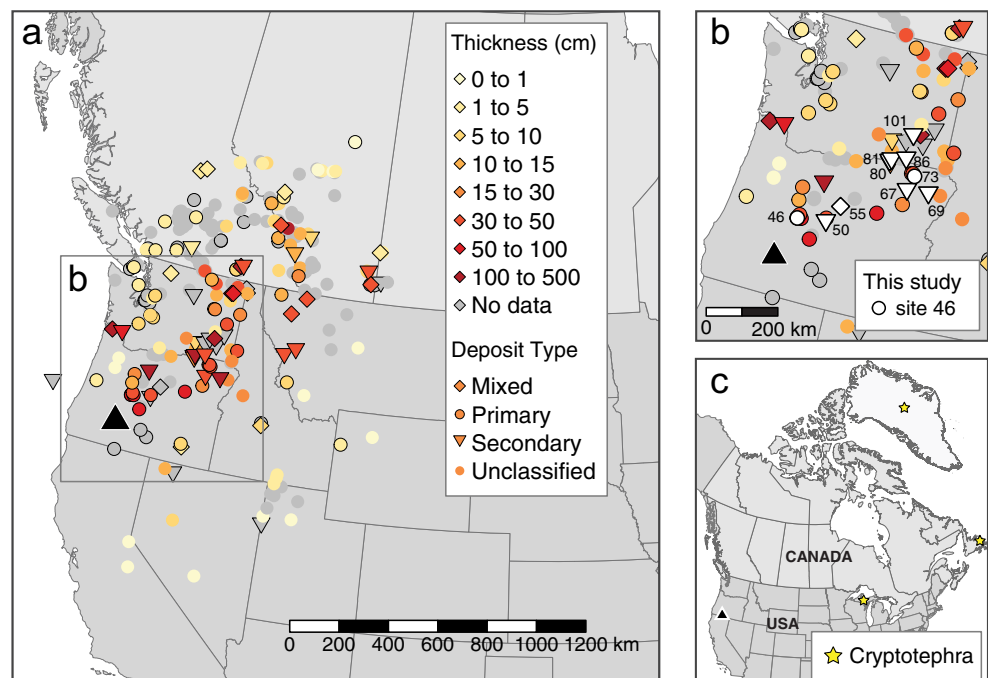 a
Thickness (cm)
0 to 1
1 to 5
5 to 10
10 to 15
15 to 30
30 to 50
50 to 100
100 to 500
No data
Deposit Type
Mixed
Primary
Secondary
Unclassified
b
0 200 400 600 800 1000 1200 km
b
101
81
86
80
73
67
69
46
55
50
This study
site 46
0 200 km
c
CANADA
USA
Cryptotephra